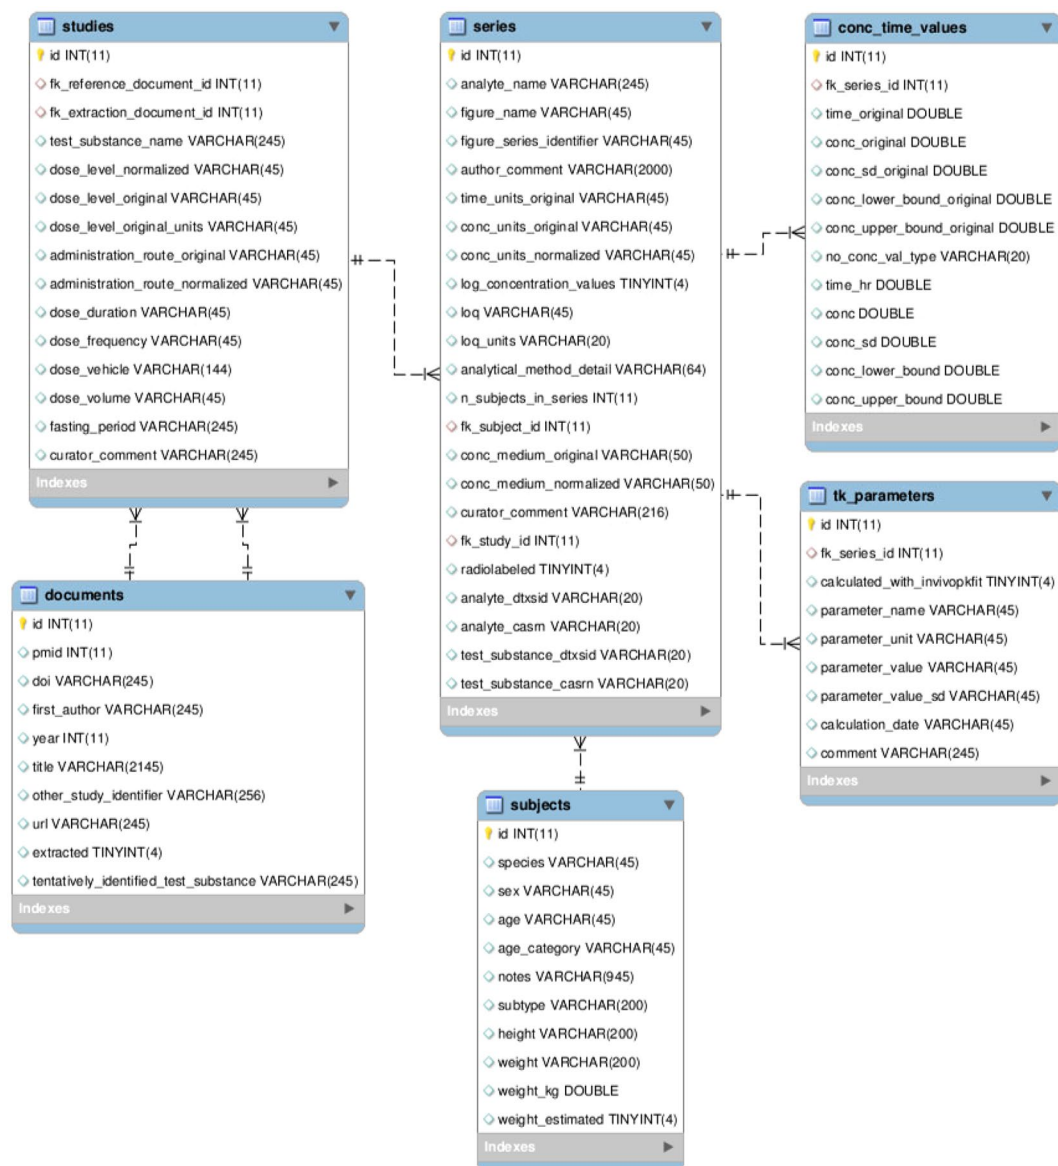 studies
id INT(11)
fk_reference_document_id INT(11)
fk_extraction_document_id INT(11)
test_substance_name VARCHAR(245)
dose_level_normalized VARCHAR(45)
dose_level_original VARCHAR(45)
dose_level_original_units VARCHAR(45)
administration_route_original VARCHAR(45)
administration_route_normalized VARCHAR(45)
dose_duration VARCHAR(45)
dose_frequency VARCHAR(45)
dose_vehicle VARCHAR(144)
dose_volume VARCHAR(45)
fasting_period VARCHAR(245)
curator_comment VARCHAR(245)
Indexes
documents
id INT(11)
pmid INT(11)
doi VARCHAR(245)
first_author VARCHAR(245)
year INT(11)
title VARCHAR(2145)
other_study_identifier VARCHAR(256)
url VARCHAR(245)
extracted TINYINT(4)
tentatively_identified_test_substance VARCHAR(245)
Indexes
series
id INT(11)
analyte_name VARCHAR(245)
figure_name VARCHAR(45)
figure_series_identifier VARCHAR(45)
author_comment VARCHAR(2000)
time_units_original VARCHAR(45)
conc_units_original VARCHAR(45)
conc_units_normalized VARCHAR(45)
log_concentration_values TINYINT(4)
loq VARCHAR(45)
loq_units VARCHAR(20)
analytical_method_detail VARCHAR(64)
n_subjects_in_series INT(11)
fk_subject_id INT(11)
conc_medium_original VARCHAR(50)
conc_medium_normalized VARCHAR(50)
curator_comment VARCHAR(216)
fk_study_id INT(11)
radiolabeled TINYINT(4)
analyte_dtxsid VARCHAR(20)
analyte_casrn VARCHAR(20)
test_substance_dtxsid VARCHAR(20)
test_substance_casrn VARCHAR(20)
Indexes
subjects
id INT(11)
species VARCHAR(45)
sex VARCHAR(45)
age VARCHAR(45)
age_category VARCHAR(45)
notes VARCHAR(945)
subtype VARCHAR(200)
height VARCHAR(200)
weight VARCHAR(200)
weight_kg DOUBLE
weight_estimated TINYINT(4)
Indexes
conc_time_values
id INT(11)
fk_series_id INT(11)
time_original DOUBLE
conc_original DOUBLE
conc_sd_original DOUBLE
conc_lower_bound_original DOUBLE
conc_upper_bound_original DOUBLE
no_conc_val_type VARCHAR(20)
time_hr DOUBLE
conc DOUBLE
conc_sd DOUBLE
conc_lower_bound DOUBLE
conc_upper_bound DOUBLE
Indexes
tk_parameters
id INT(11)
fk_series_id INT(11)
calculated_with_invivopkfit TINYINT(4)
parameter_name VARCHAR(45)
parameter_unit VARCHAR(45)
parameter_value VARCHAR(45)
parameter_value_sd VARCHAR(45)
calculation_date VARCHAR(45)
comment VARCHAR(245)
Indexes